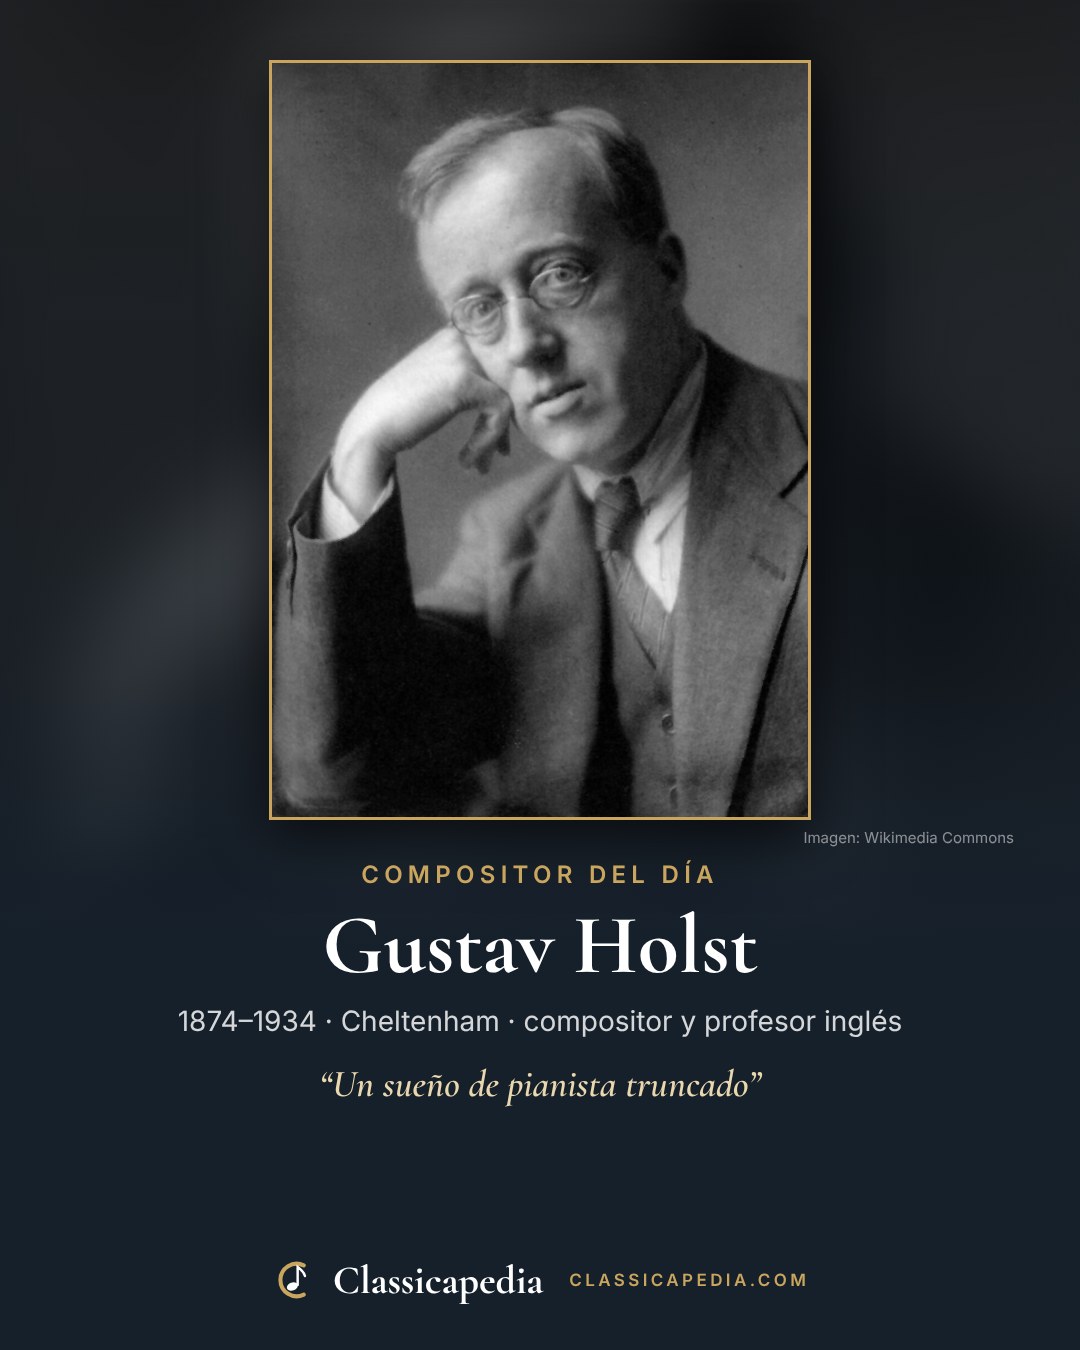 Imagen: Wikimedia Commons
COMPOSITOR DEL DÍA
Gustav Holst
1874–1934 · Cheltenham · compositor y profesor inglés
“Un sueño de pianista truncado”
Classicapedia CLASSICAPEDIA.COM